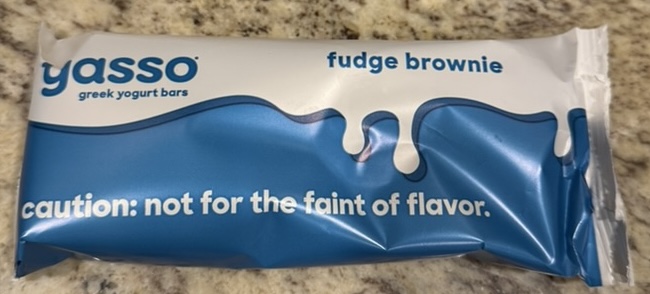 yasso
greek yogurt bars
fudge brownie
caution: not for the faint of flavor.